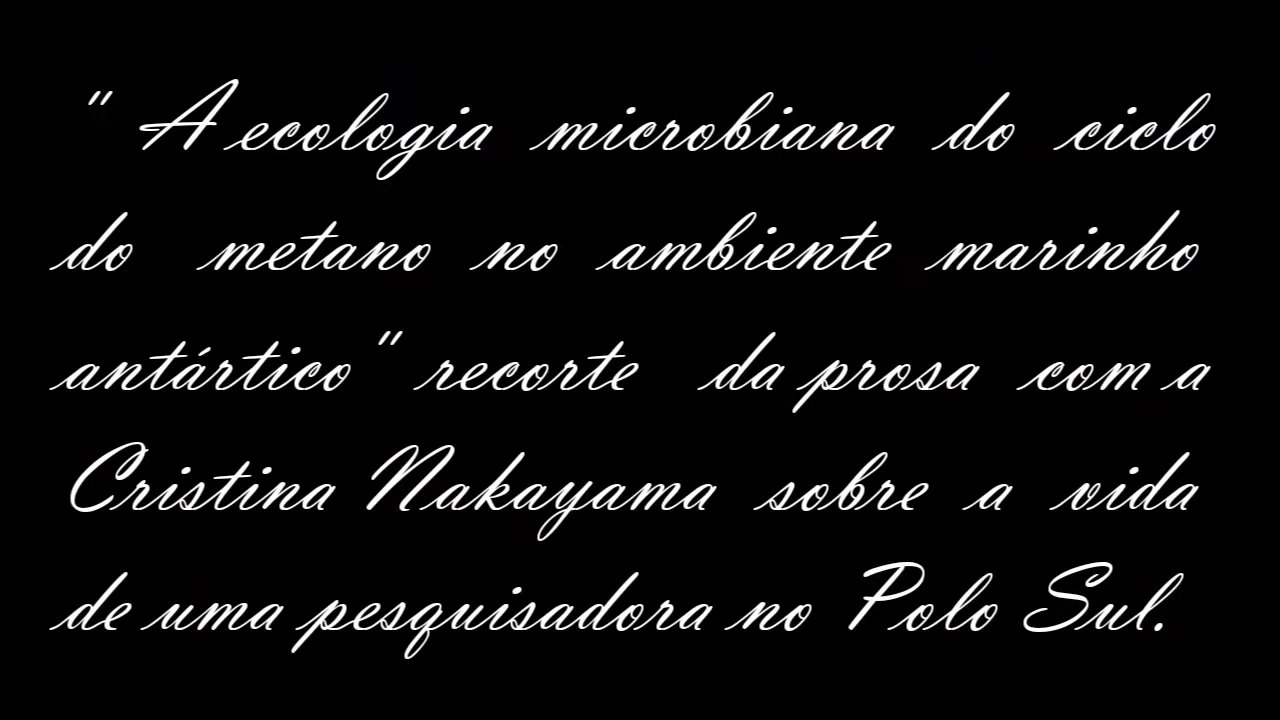 " A ecologia microbiana do ciclo
do metano no ambiente marinho
antártico" recorte da prosa com a
Cristina Nakayama sobre a vida
de uma pesquisadora no Polo Sul.